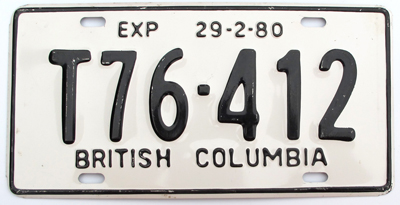 EXP 29-2-80
T76-412
BRITISH COLUMBIA